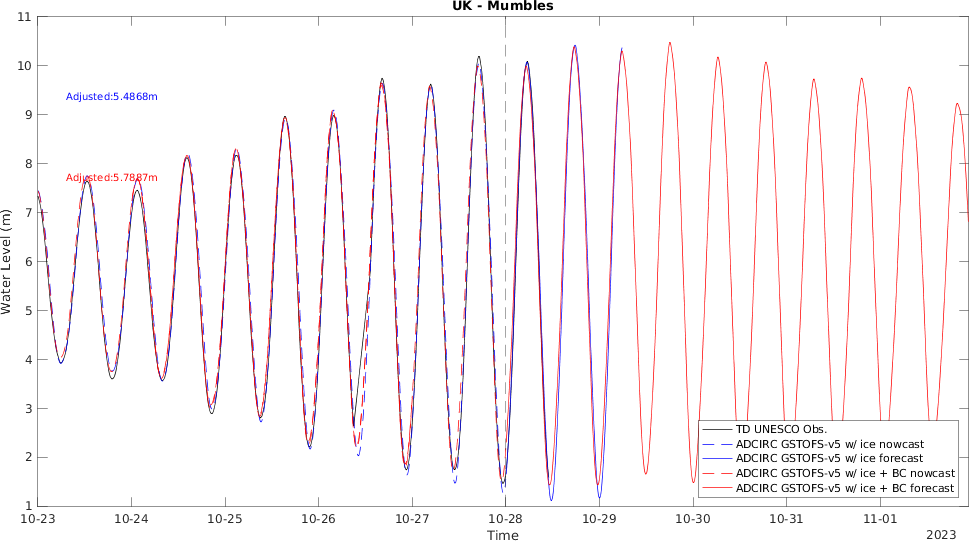 UK - Mumbles
11
10
9
8
7
6
5
4
3
2
1
Water Level (m)
Adjusted:5.4868m
Adjusted:5.7887m
TD UNESCO Obs.
ADCIRC GSTOFS-v5 w/ ice nowcast
ADCIRC GSTOFS-v5 w/ ice forecast
ADCIRC GSTOFS-v5 w/ ice + BC nowcast
ADCIRC GSTOFS-v5 w/ ice + BC forecast
10-23 10-24 10-25 10-26 10-27 10-28 10-29 10-30 10-31 11-01
Time
2023